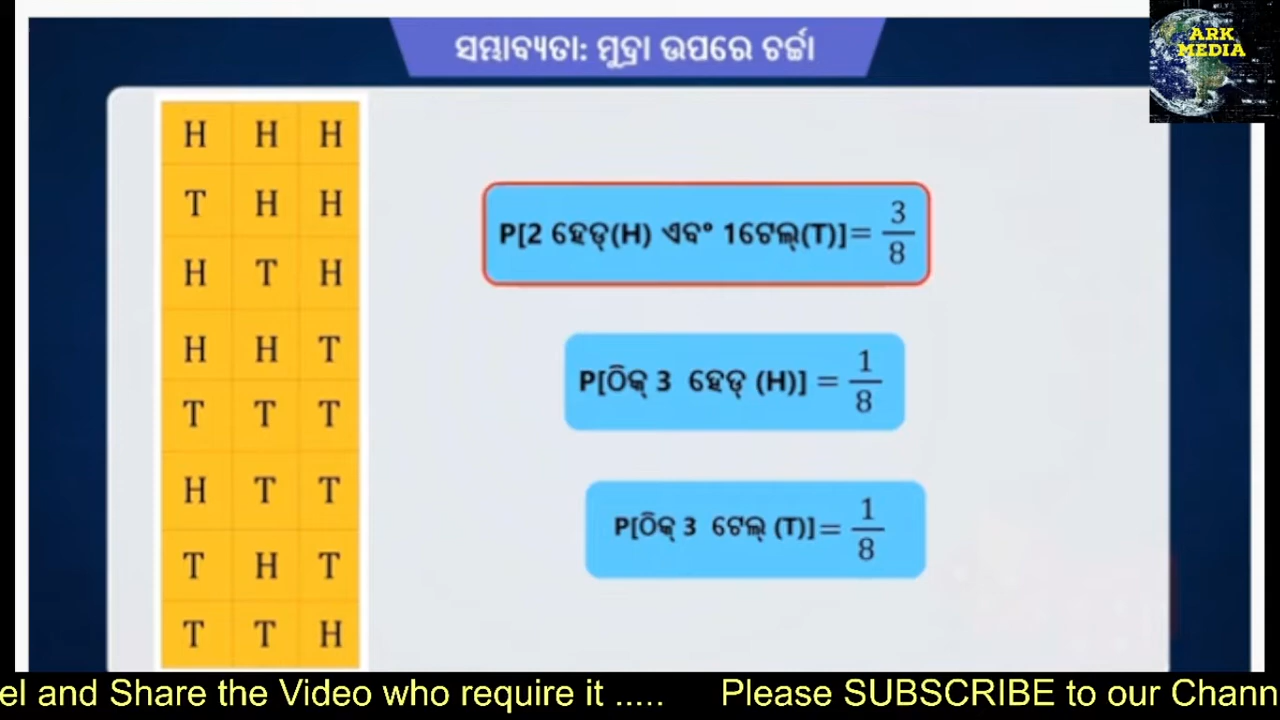 ସମ୍ଭାବ୍ୟତା: ମୁଦ୍ରା ଉପରେ ଚର୍ଚ୍ଚା
ARK
MEDIA
H H H
T H H
H T H
H H T
T T T
H T T
T H T
T T H
P[2 ହେଡ୍(H) ଏବଂ 1ଟେଲ୍(T)]= 3/8
P[ଠିକ୍ 3 ହେଡ୍ (H)] = 1/8
P[ଠିକ୍ 3 ଟେଲ୍ (T)]= 1/8
el and Share the Video who require it ..... Please SUBSCRIBE to our Chann